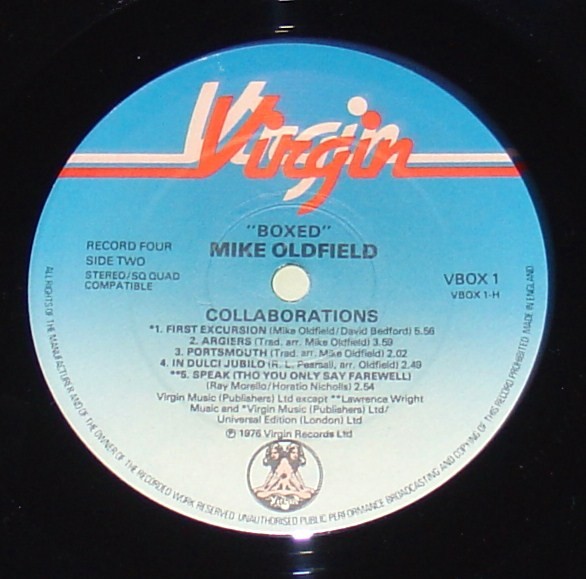 Virgin
"BOXED"
MIKE OLDFIELD
RECORD FOUR
SIDE TWO
STEREO/SQ QUAD
COMPATIBLE
VBOX 1
VBOX 1-H
COLLABORATIONS
*1. FIRST EXCURSION (Mike Oldfield/David Bedford) 5.56
2. ARGIERS (Trad. arr. Mike Oldfield) 3.59
3. PORTSMOUTH (Trad. arr. Mike Oldfield) 2.02
4. IN DULCI JUBILO (R. L. Pearsall, arr. Mike Oldfield) 2.49
**5. SPEAK (THO YOU ONLY SAY FAREWELL)
(Ray Morello/Horatio Nicholls) 2.54
Virgin Music (Publishers) Ltd except **Lawrence Wright
Music and *Virgin Music (Publishers) Ltd/
Universal Edition (London) Ltd
℗ 1976 Virgin Records Ltd
ALL RIGHTS OF THE MANUFACTURER AND OF THE OWNER OF THE RECORDED WORK RESERVED UNAUTHORISED PUBLIC PERFORMANCE BROADCASTING AND COPYING OF THIS RECORD PROHIBITED MADE IN ENGLAND